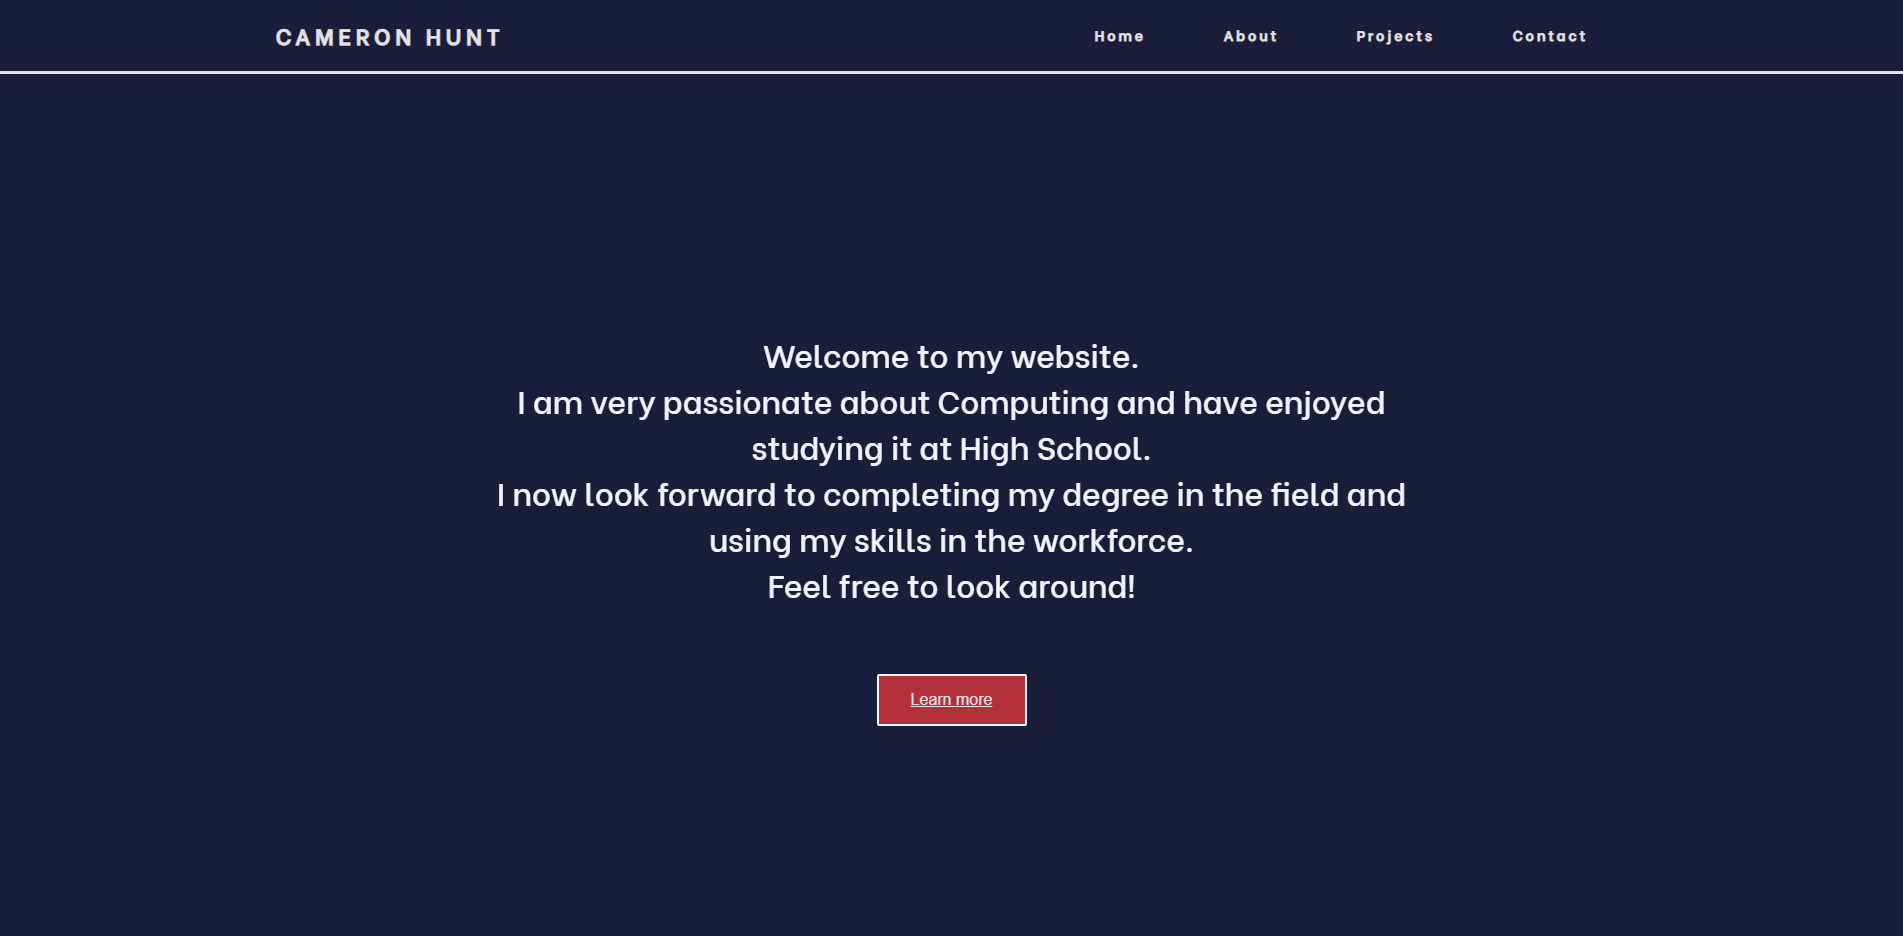 CAMERON HUNT
Home About Projects Contact
Welcome to my website.
I am very passionate about Computing and have enjoyed
studying it at High School.
I now look forward to completing my degree in the field and
using my skills in the workforce.
Feel free to look around!
Learn more